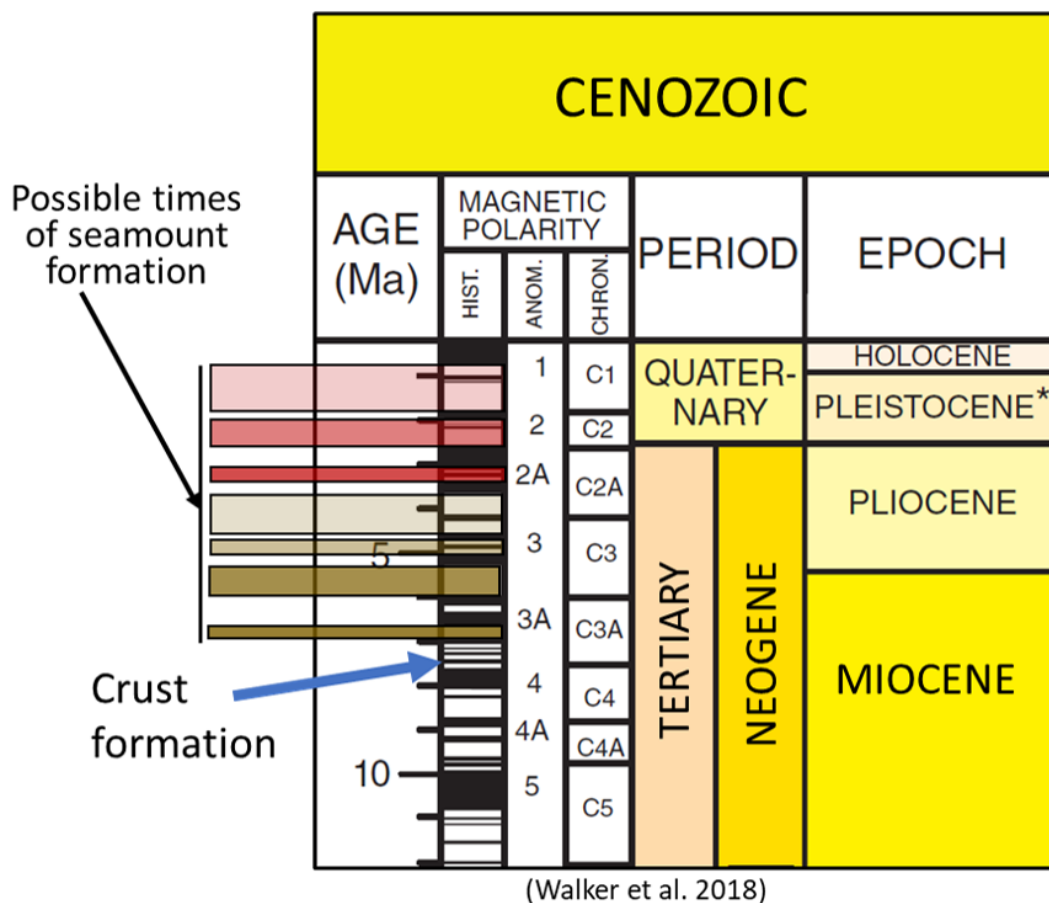 CENOZOIC
Possible times
of seamount
formation
AGE
(Ma)
MAGNETIC
POLARITY
HIST.
ANOM.
CHRON.
PERIOD
EPOCH
1
C1
QUATER-
NARY
HOLOCENE
PLEISTOCENE*
2
C2
2A
C2A
PLIOCENE
3
C3
5
3A
C3A
TERTIARY
NEOGENE
MIOCENE
Crust
formation
4
C4
4A
C4A
10
5
C5
(Walker et al. 2018)